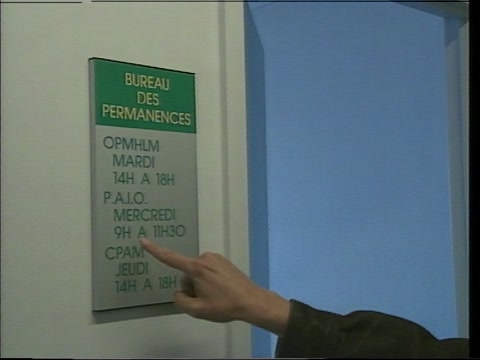 BUREAU
DES
PERMANENCES
OPMHLM
MARDI
14H A 18H
P.A.I.O.
MERCREDI
9H A 11H30
CPAM
JEUDI
14H A 18H